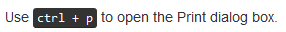 Use ctrl + p to open the Print dialog box.